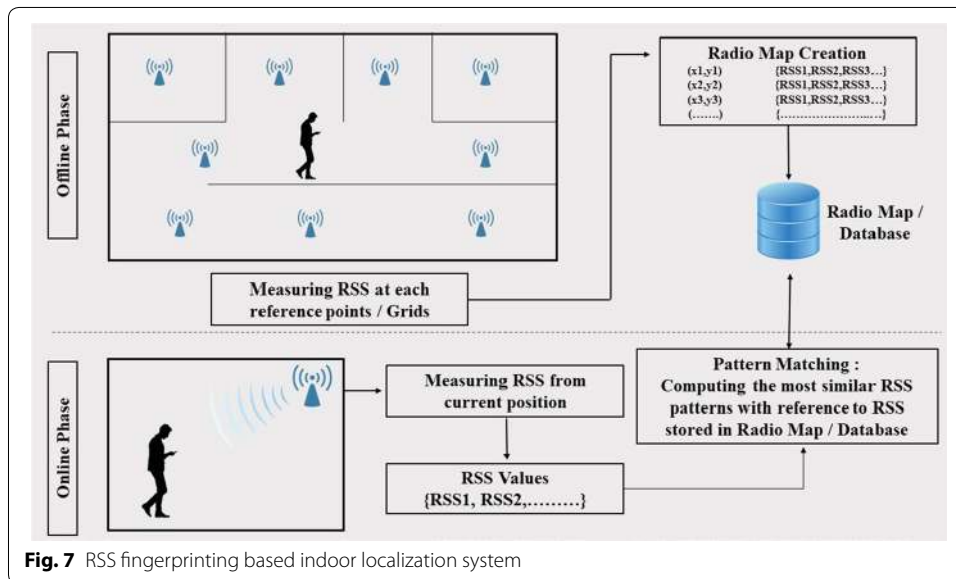 Offline Phase
Radio Map Creation
(x1,y1) {RSS1,RSS2,RSS3...}
(x2,y2) {RSS1,RSS2,RSS3...}
(x3,y3) {RSS1,RSS2,RSS3...}
(.......) {........................}
Radio Map /
Database
Measuring RSS at each
reference points / Grids
Online Phase
Measuring RSS from
current position
RSS Values
{RSS1, RSS2,.........}
Pattern Matching :
Computing the most similar RSS
patterns with reference to RSS
stored in Radio Map / Database
Fig. 7 RSS fingerprinting based indoor localization system